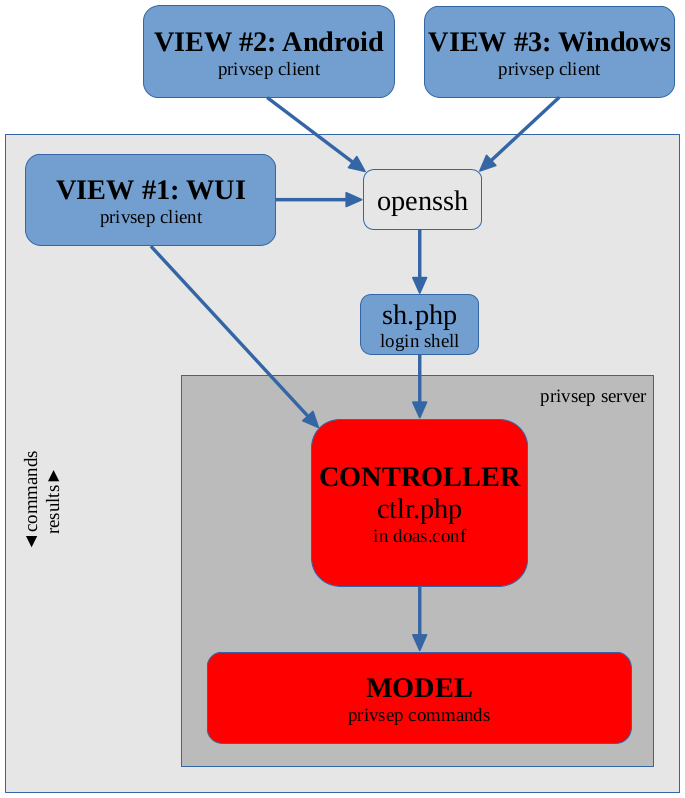 VIEW #2: Android
privsep client
VIEW #3: Windows
privsep client
VIEW #1: WUI
privsep client
openssh
sh.php
login shell
privsep server
CONTROLLER
ctlr.php
in doas.conf
◀commands
results▶
MODEL
privsep commands